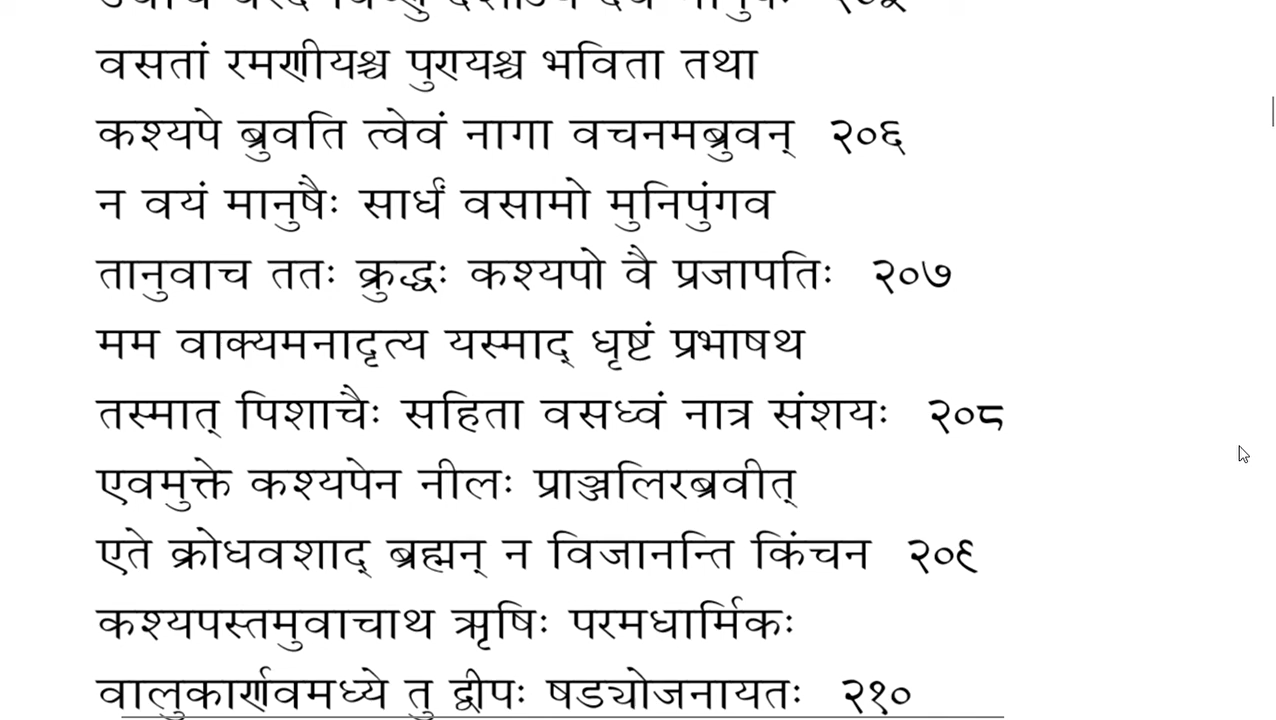 वसतां रमणीयश्च पुण्यश्च भविता तथा
कश्यपे ब्रुवति त्वेवं नागा वचनमब्रुवन् २०६
न वयं मानुषैः सार्धं वसामो मुनिपुंगव
तानुवाच ततः क्रुद्धः कश्यपो वै प्रजापतिः २०७
मम वाक्यमनादृत्य यस्माद् धृष्टं प्रभाषथ
तस्मात् पिशाचैः सहिता वसध्वं नात्र संशयः २०८
एवमुक्ते कश्यपेन नीलः प्राञ्जलिरब्रवीत्
एते क्रोधवशाद् ब्रह्मन् न विजानन्ति किंचन २०९
कश्यपस्तमुवाचाथ ऋषिः परमधार्मिकः
वालुकार्णवमध्ये तु द्वीपः षड्योजनायतः २१०